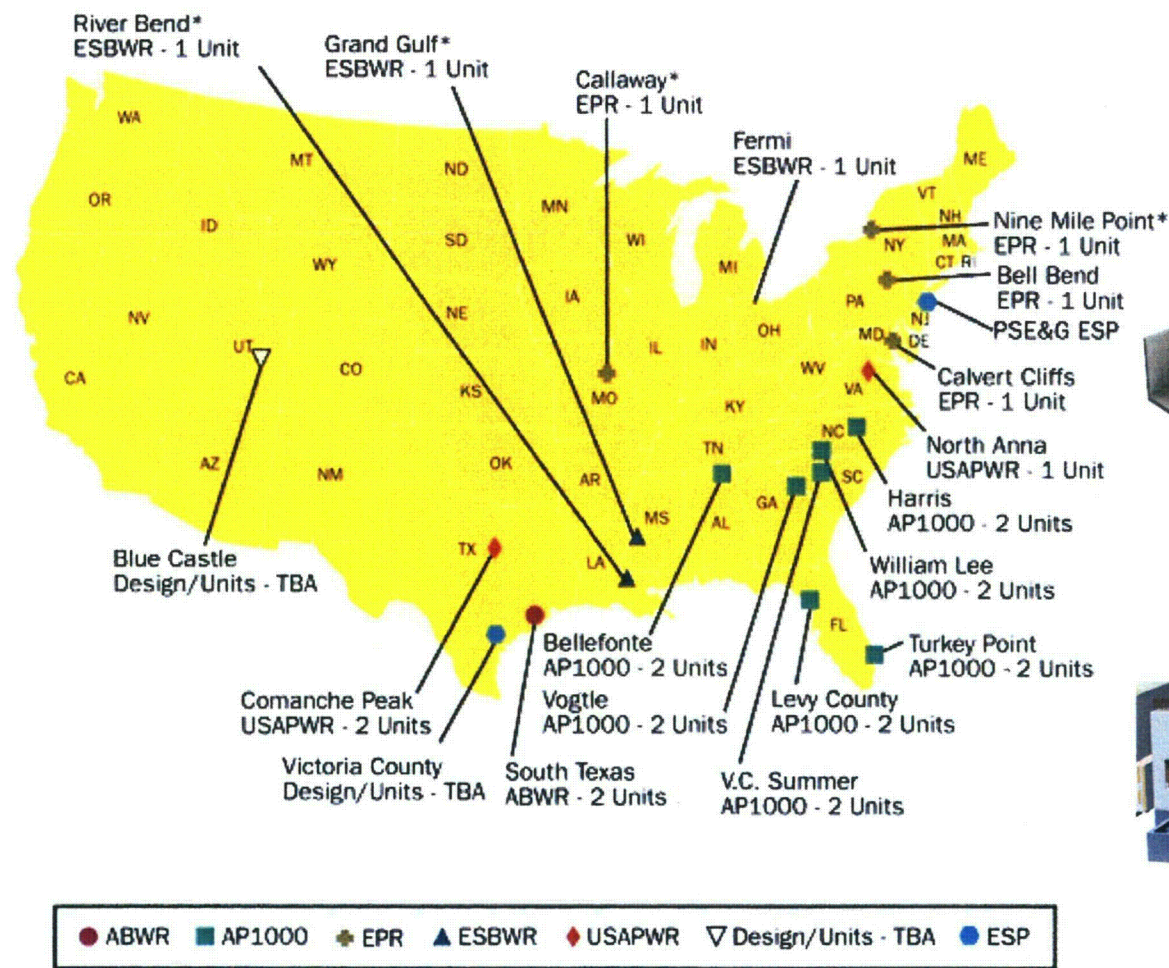 River Bend*
ESBWR - 1 Unit
Grand Gulf*
ESBWR - 1 Unit
Callaway*
EPR - 1 Unit
Fermi
ESBWR - 1 Unit
Nine Mile Point*
EPR - 1 Unit
Bell Bend
EPR - 1 Unit
PSE&G ESP
Calvert Cliffs
EPR - 1 Unit
North Anna
USAPWR - 1 Unit
Harris
AP1000 - 2 Units
William Lee
AP1000 - 2 Units
Turkey Point
AP1000 - 2 Units
Levy County
AP1000 - 2 Units
V.C. Summer
AP1000 - 2 Units
Bellefonte
AP1000 - 2 Units
Vogtle
AP1000 - 2 Units
South Texas
ABWR - 2 Units
Victoria County
Design/Units - TBA
Comanche Peak
USAPWR - 2 Units
Blue Castle
Design/Units - TBA
WA
OR
ID
MT
ND
MN
SD
WY
WI
MI
ME
VT
NH
NY
MA
CT RI
NV
UT
CA
CO
NE
IA
IL
IN
OH
PA
NJ
MD
DE
WV
VA
KS
MO
KY
AZ
NM
OK
AR
TN
NC
SC
MS
AL
GA
TX
LA
FL
ABWR
AP1000
EPR
ESBWR
USAPWR
Design/Units - TBA
ESP